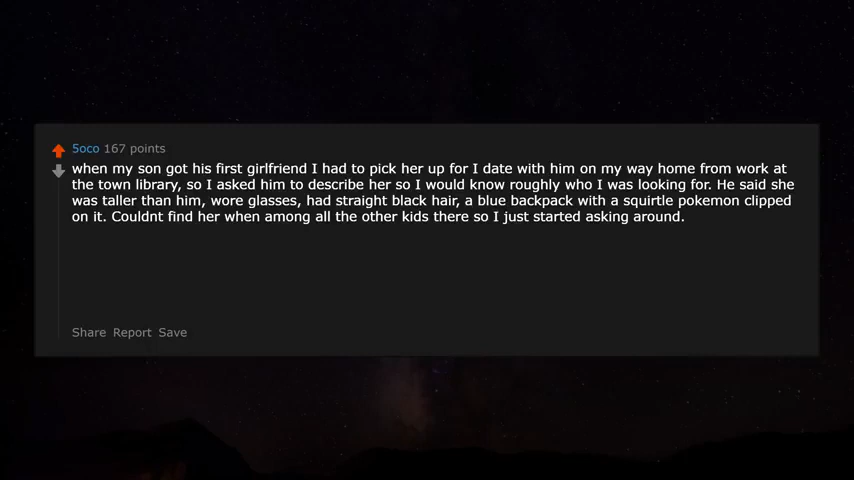 5oco 167 points
when my son got his first girlfriend I had to pick her up for I date with him on my way home from work at
the town library, so I asked him to describe her so I would know roughly who I was looking for. He said she
was taller than him, wore glasses, had straight black hair, a blue backpack with a squirtle pokemon clipped
on it. Couldnt find her when among all the other kids there so I just started asking around.
Share Report Save